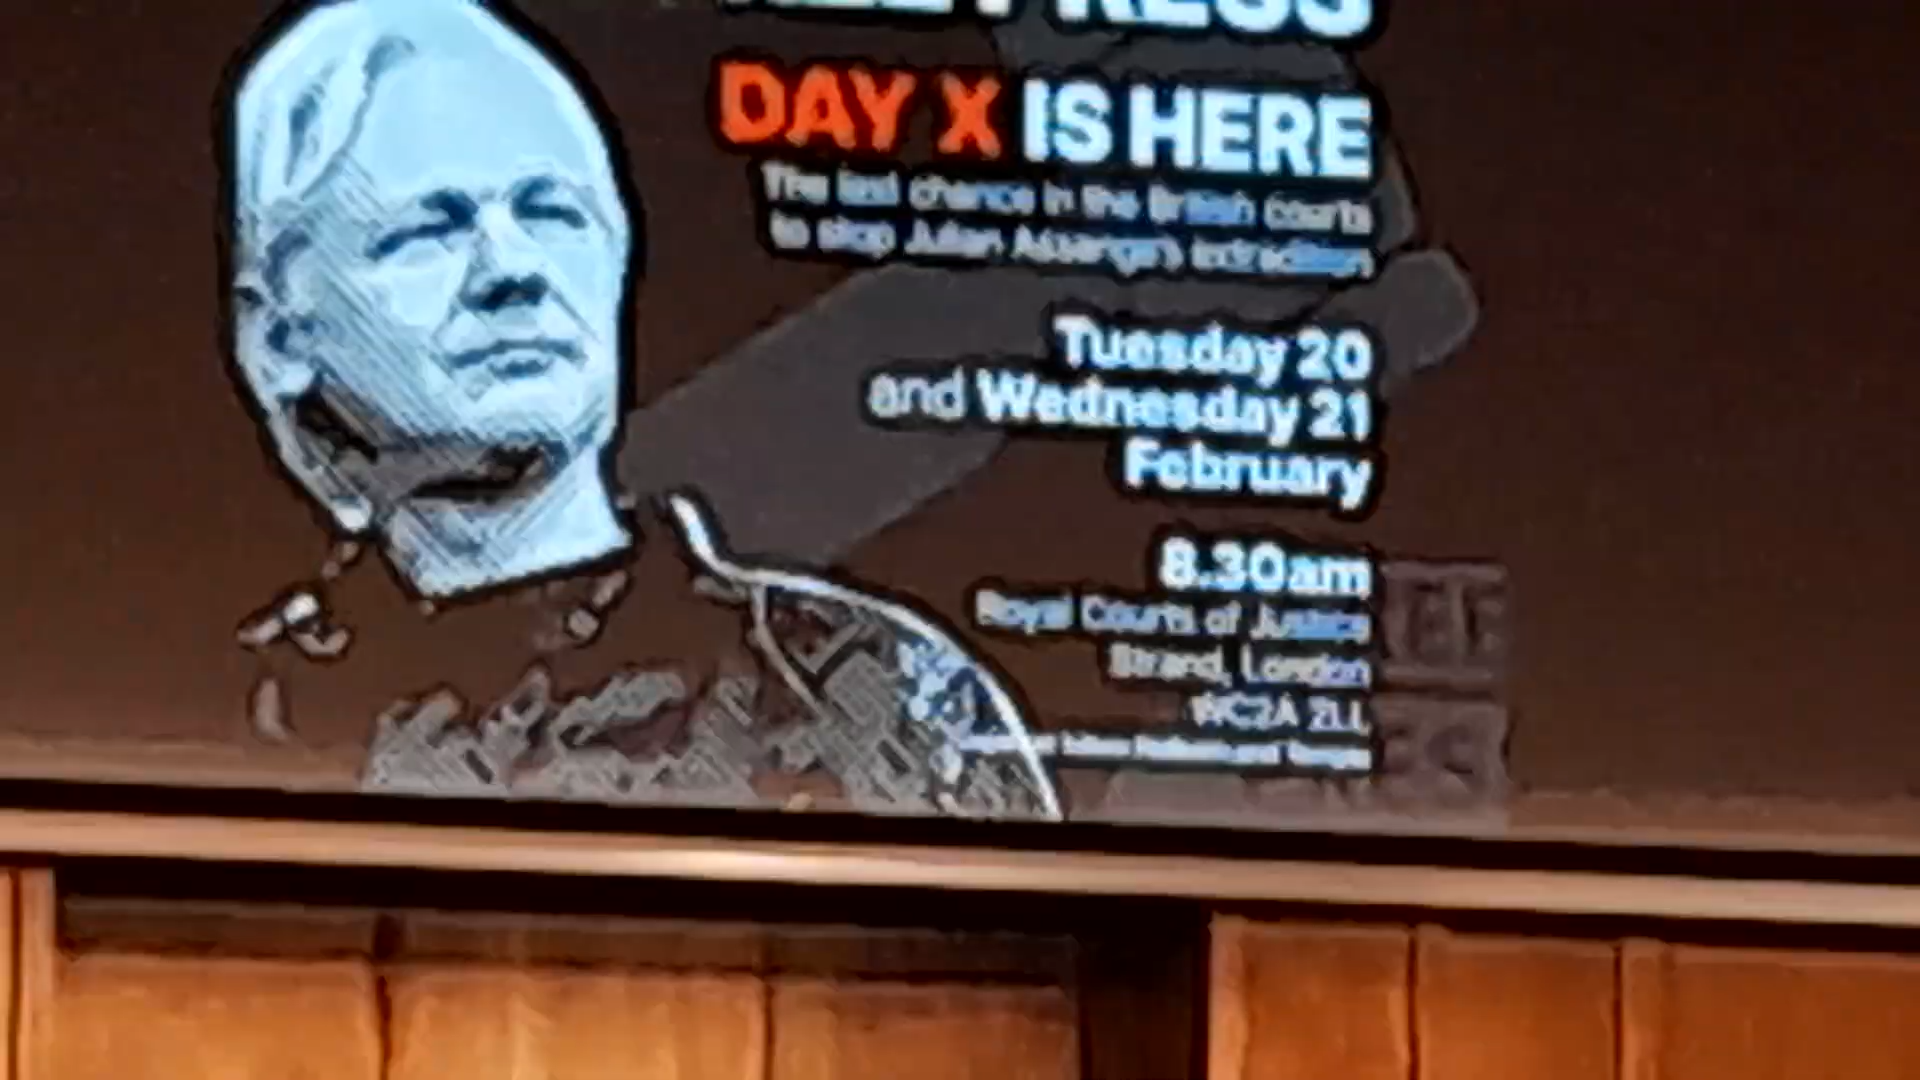 PRESS
DAY X IS HERE
The last chance in the British courts
to stop Julian Assange's extradition
Tuesday 20
and Wednesday 21
February
8.30am
Royal Courts of Justice
Strand, London
WC2A 2LL